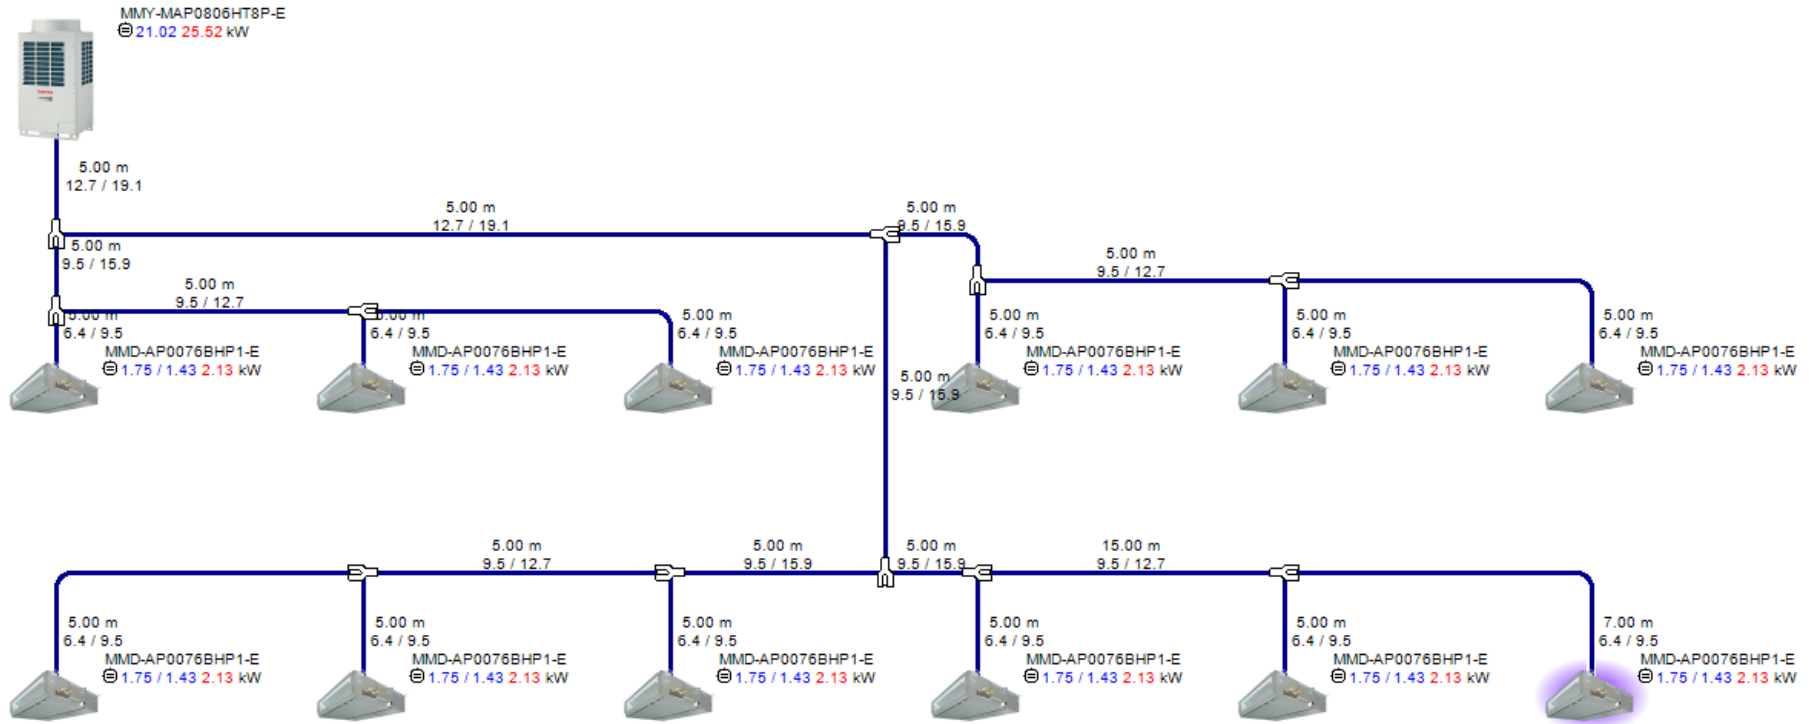 MMY-MAP0806HT8P-E
21.02 25.52 kW
5.00 m
12.7 / 19.1
5.00 m
12.7 / 19.1
5.00 m
9.5 / 15.9
5.00 m
9.5 / 15.9
5.00 m
9.5 / 12.7
5.00 m
9.5 / 12.7
5.00 m
6.4 / 9.5
MMD-AP0076BHP1-E
1.75 / 1.43 2.13 kW
5.00 m
6.4 / 9.5
MMD-AP0076BHP1-E
1.75 / 1.43 2.13 kW
5.00 m
6.4 / 9.5
MMD-AP0076BHP1-E
1.75 / 1.43 2.13 kW
5.00 m
6.4 / 9.5
MMD-AP0076BHP1-E
1.75 / 1.43 2.13 kW
5.00 m
6.4 / 9.5
MMD-AP0076BHP1-E
1.75 / 1.43 2.13 kW
5.00 m
6.4 / 9.5
MMD-AP0076BHP1-E
1.75 / 1.43 2.13 kW
5.00 m
9.5 / 15.9
5.00 m
9.5 / 12.7
5.00 m
9.5 / 15.9
5.00 m
9.5 / 15.9
15.00 m
9.5 / 12.7
5.00 m
6.4 / 9.5
MMD-AP0076BHP1-E
1.75 / 1.43 2.13 kW
5.00 m
6.4 / 9.5
MMD-AP0076BHP1-E
1.75 / 1.43 2.13 kW
5.00 m
6.4 / 9.5
MMD-AP0076BHP1-E
1.75 / 1.43 2.13 kW
5.00 m
6.4 / 9.5
MMD-AP0076BHP1-E
1.75 / 1.43 2.13 kW
5.00 m
6.4 / 9.5
MMD-AP0076BHP1-E
1.75 / 1.43 2.13 kW
7.00 m
6.4 / 9.5
MMD-AP0076BHP1-E
1.75 / 1.43 2.13 kW